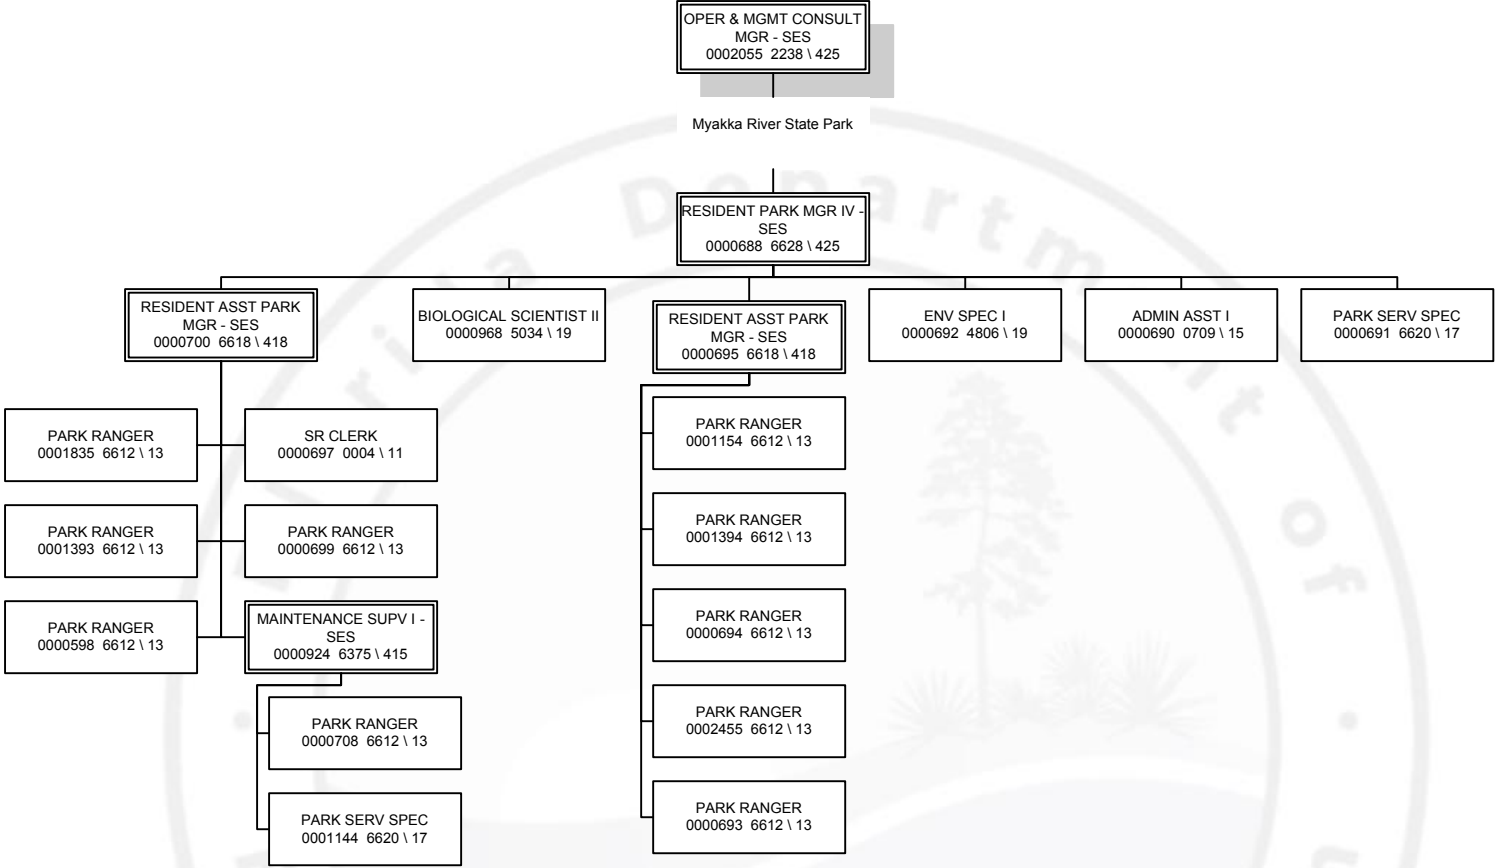 OPER & MGMT CONSULT
MGR - SES
0002055 2238 \ 425
Myakka River State Park
RESIDENT PARK MGR IV -
SES
0000688 6628 \ 425
RESIDENT ASST PARK
MGR - SES
0000700 6618 \ 418
BIOLOGICAL SCIENTIST II
0000968 5034 \ 19
RESIDENT ASST PARK
MGR - SES
0000695 6618 \ 418
ENV SPEC I
0000692 4806 \ 19
ADMIN ASST I
0000690 0709 \ 15
PARK SERV SPEC
0000691 6620 \ 17
PARK RANGER
0001835 6612 \ 13
SR CLERK
0000697 0004 \ 11
PARK RANGER
0001393 6612 \ 13
PARK RANGER
0000699 6612 \ 13
PARK RANGER
0000598 6612 \ 13
MAINTENANCE SUPV I -
SES
0000924 6375 \ 415
PARK RANGER
0000708 6612 \ 13
PARK SERV SPEC
0001144 6620 \ 17
PARK RANGER
0001154 6612 \ 13
PARK RANGER
0001394 6612 \ 13
PARK RANGER
0000694 6612 \ 13
PARK RANGER
0002455 6612 \ 13
PARK RANGER
0000693 6612 \ 13
Department of